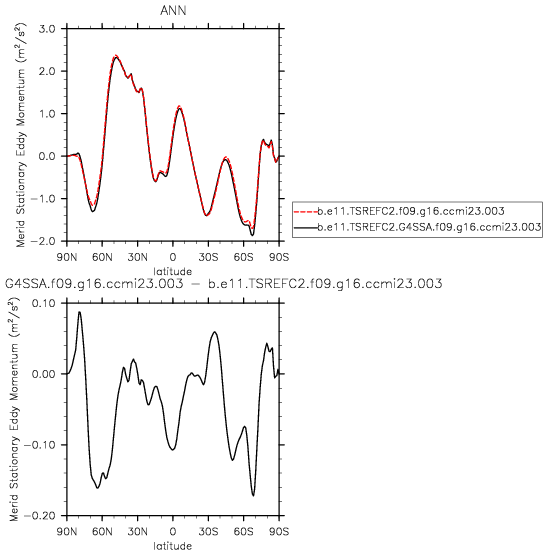 ANN
Merid Stationary Eddy Momentum (m²/s²)
3.0
2.0
1.0
0.0
−1.0
−2.0
90N 60N 30N 0 30S 60S 90S
latitude
b.e11.TSREFC2.f09.g16.ccmi23.003
b.e11.TSREFC2.G4SSA.f09.g16.ccmi23.003
G4SSA.f09.g16.ccmi23.003 − b.e11.TSREFC2.f09.g16.ccmi23.003
Merid Stationary Eddy Momentum (m²/s²)
0.10
0.00
−0.10
−0.20
90N 60N 30N 0 30S 60S 90S
latitude